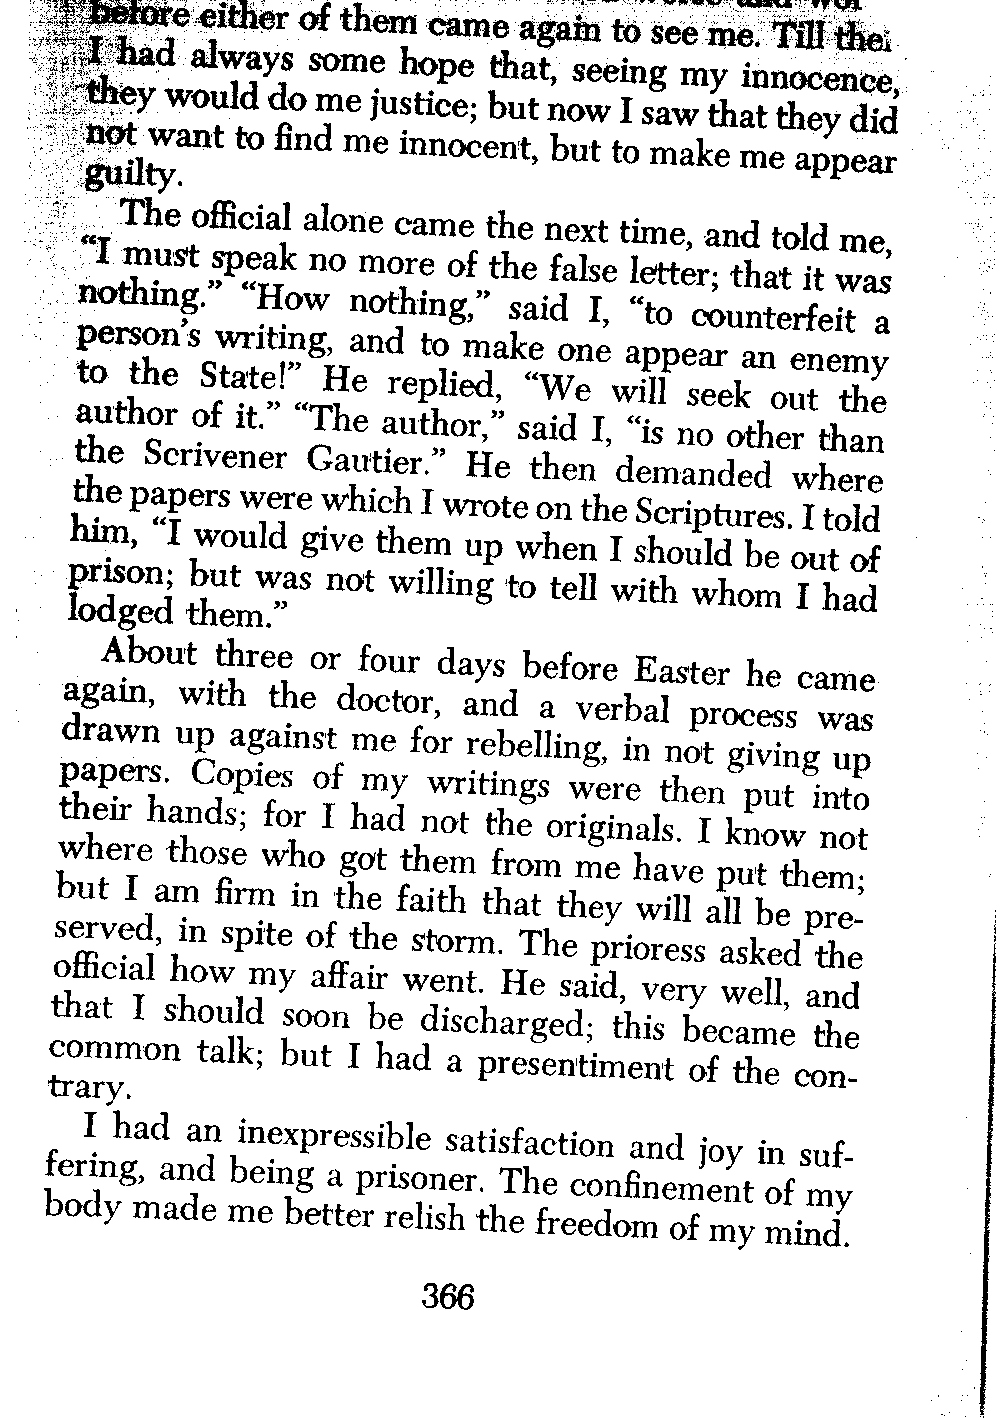 before either of them came again to see me. Till
I had always some hope that, seeing my innocence,
they would do me justice; but now I saw that they did
not want to find me innocent, but to make me appear
guilty.
The official alone came the next time, and told me,
“I must speak no more of the false letter; that it was
nothing.” “How nothing,” said I, “to counterfeit a
person’s writing, and to make one appear an enemy
to the State!” He replied, “We will seek out the
author of it.” “The author,” said I, “is no other than
the Scrivener Gautier.” He then demanded where
the papers were which I wrote on the Scriptures. I told
him, “I would give them up when I should be out of
prison; but was not willing to tell with whom I had
lodged them.”
About three or four days before Easter he came
again, with the doctor, and a verbal process was
drawn up against me for rebelling, in not giving up
papers. Copies of my writings were then put into
their hands; for I had not the originals. I know not
where those who got them from me have put them;
but I am firm in the faith that they will all be pre-
served, in spite of the storm. The prioress asked the
official how my affair went. He said, very well, and
that I should soon be discharged; this became the
common talk; but I had a presentiment of the con-
trary.
I had an inexpressible satisfaction and joy in suf-
fering, and being a prisoner. The confinement of my
body made me better relish the freedom of my mind.
366